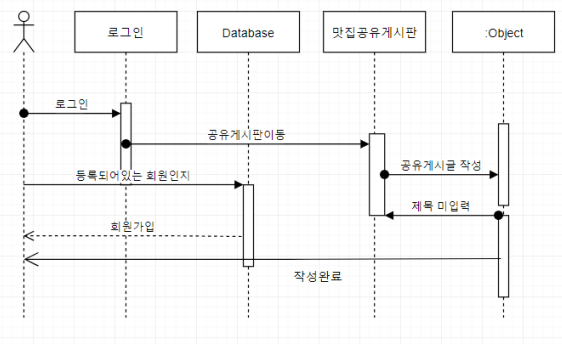 로그인
Database
맛집공유게시판
:Object
로그인
공유게시판이동
공유게시글 작성
등록되어있는 회원인지
제목 미입력
회원가입
작성완료